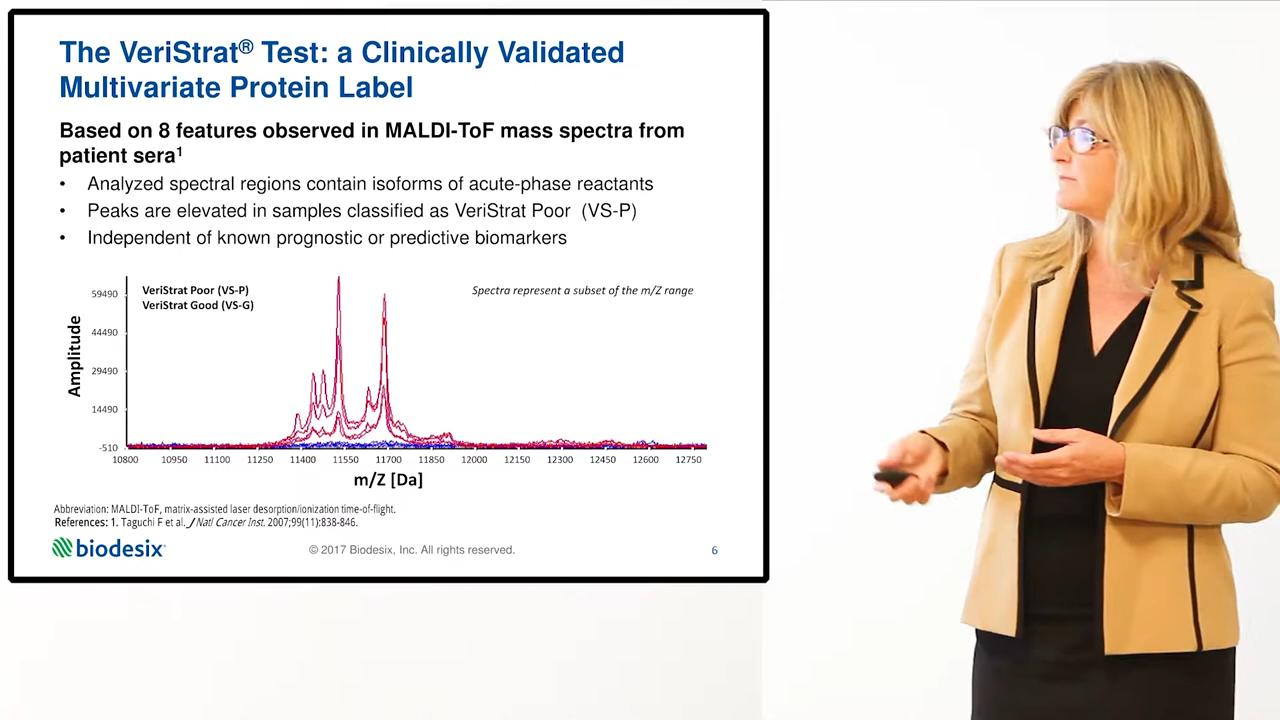 The VeriStrat® Test: a Clinically Validated
Multivariate Protein Label
Based on 8 features observed in MALDI-ToF mass spectra from
patient sera1
• Analyzed spectral regions contain isoforms of acute-phase reactants
• Peaks are elevated in samples classified as VeriStrat Poor (VS-P)
• Independent of known prognostic or predictive biomarkers
VeriStrat Poor (VS-P)
VeriStrat Good (VS-G)
Spectra represent a subset of the m/Z range
Amplitude
59490
44490
29490
14490
-510
10800 10950 11100 11250 11400 11550 11700 11850 12000 12150 12300 12450 12600 12750
m/Z [Da]
Abbreviation: MALDI-ToF, matrix-assisted laser desorption/ionization time-of-flight.
References: 1. Taguchi F et al. J Natl Cancer Inst. 2007;99(11):838-846.
biodesix
© 2017 Biodesix, Inc. All rights reserved.
6